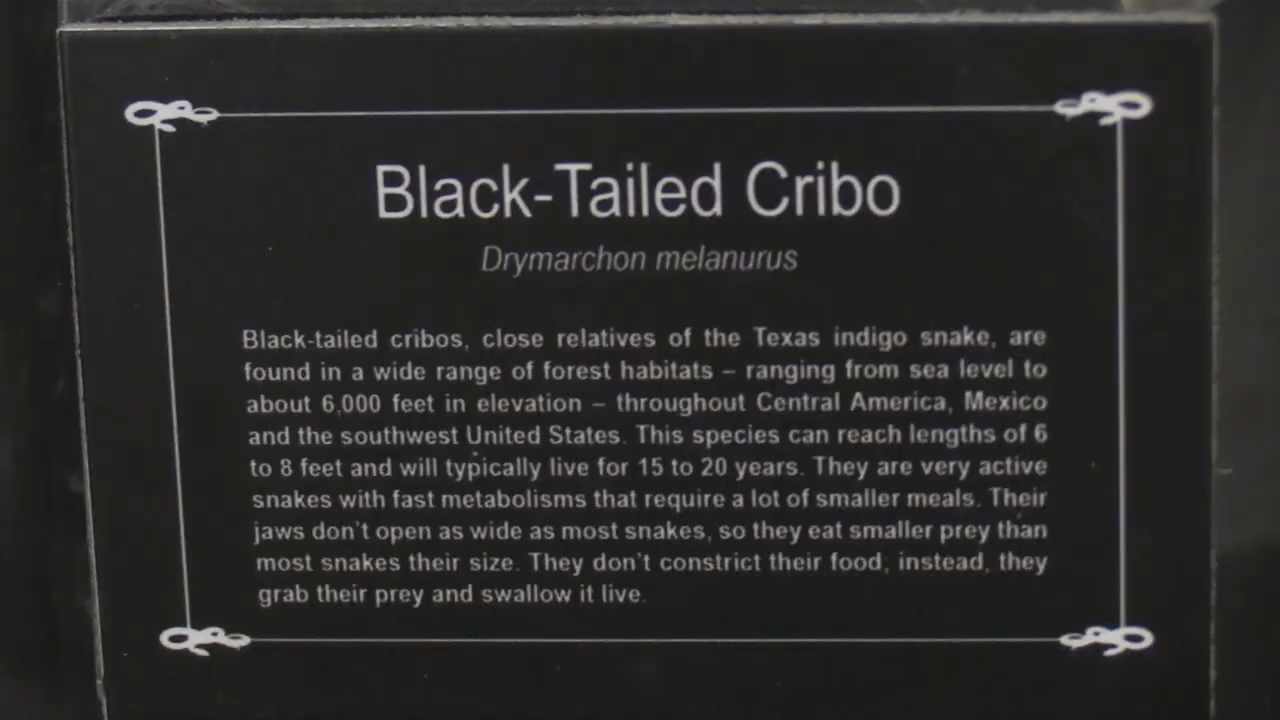 Black-Tailed Cribo
Drymarchon melanurus
Black-tailed cribos, close relatives of the Texas indigo snake, are
found in a wide range of forest habitats – ranging from sea level to
about 6,000 feet in elevation – throughout Central America, Mexico
and the southwest United States. This species can reach lengths of 6
to 8 feet and will typically live for 15 to 20 years. They are very active
snakes with fast metabolisms that require a lot of smaller meals. Their
jaws don't open as wide as most snakes, so they eat smaller prey than
most snakes their size. They don't constrict their food; instead, they
grab their prey and swallow it live.